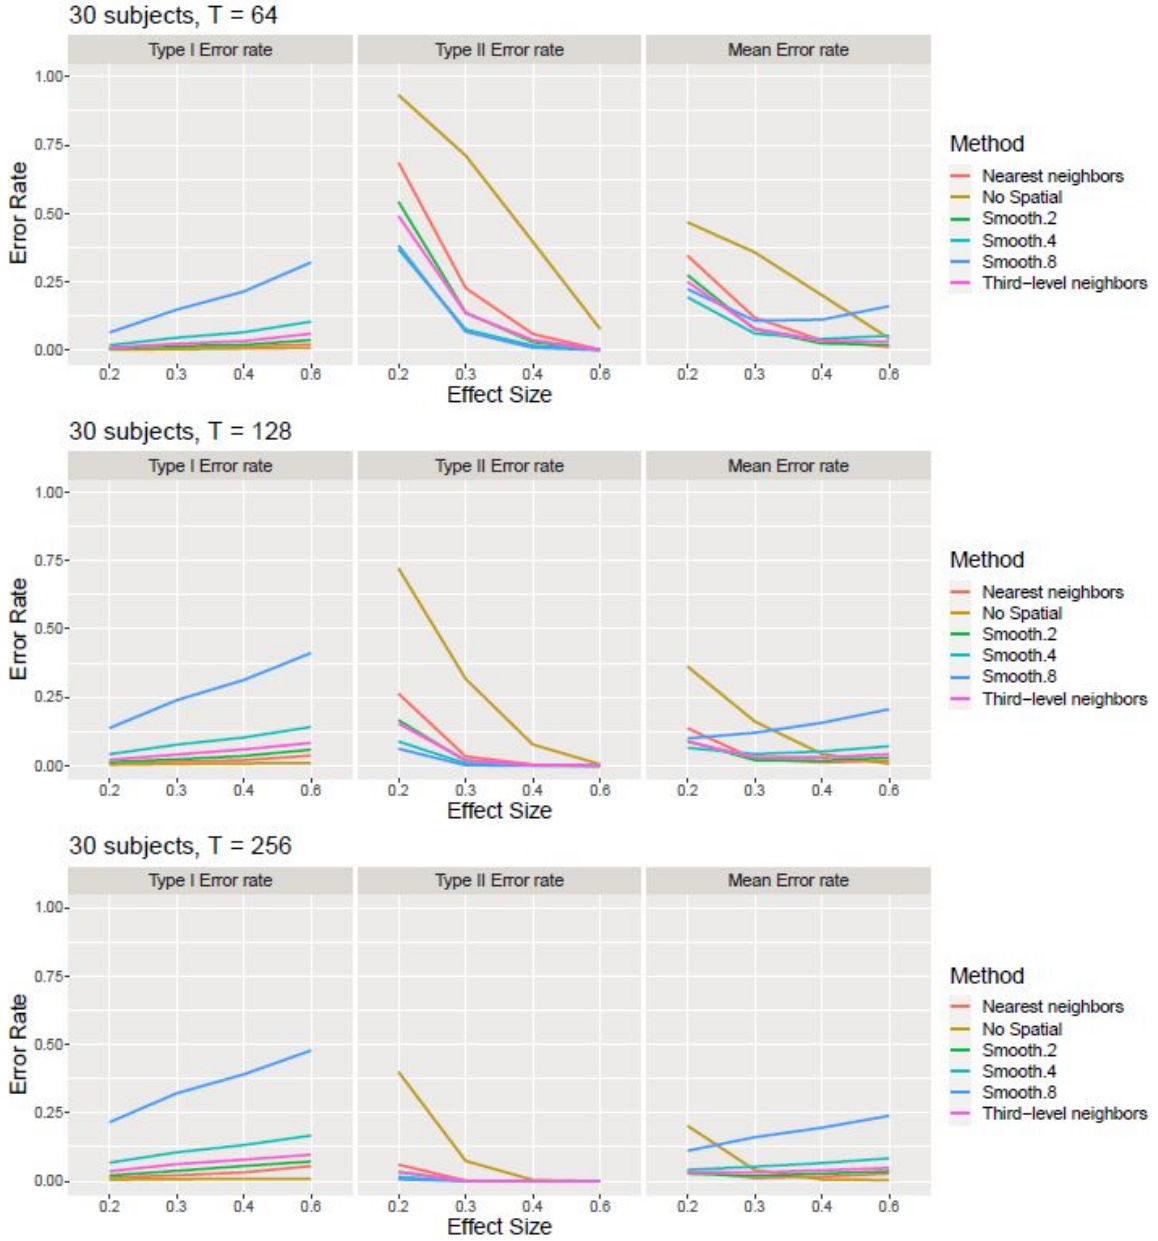 30 subjects, T = 64
Type I Error rate
Type II Error rate
Mean Error rate
1.00
0.75
0.50
0.25
0.00
Error Rate
0.2 0.3 0.4 0.6
0.2 0.3 0.4 0.6
0.2 0.3 0.4 0.6
Effect Size
Method
Nearest neighbors
No Spatial
Smooth.2
Smooth.4
Smooth.8
Third-level neighbors
30 subjects, T = 128
Type I Error rate
Type II Error rate
Mean Error rate
1.00
0.75
0.50
0.25
0.00
Error Rate
0.2 0.3 0.4 0.6
0.2 0.3 0.4 0.6
0.2 0.3 0.4 0.6
Effect Size
Method
Nearest neighbors
No Spatial
Smooth.2
Smooth.4
Smooth.8
Third-level neighbors
30 subjects, T = 256
Type I Error rate
Type II Error rate
Mean Error rate
1.00
0.75
0.50
0.25
0.00
Error Rate
0.2 0.3 0.4 0.6
0.2 0.3 0.4 0.6
0.2 0.3 0.4 0.6
Effect Size
Method
Nearest neighbors
No Spatial
Smooth.2
Smooth.4
Smooth.8
Third-level neighbors